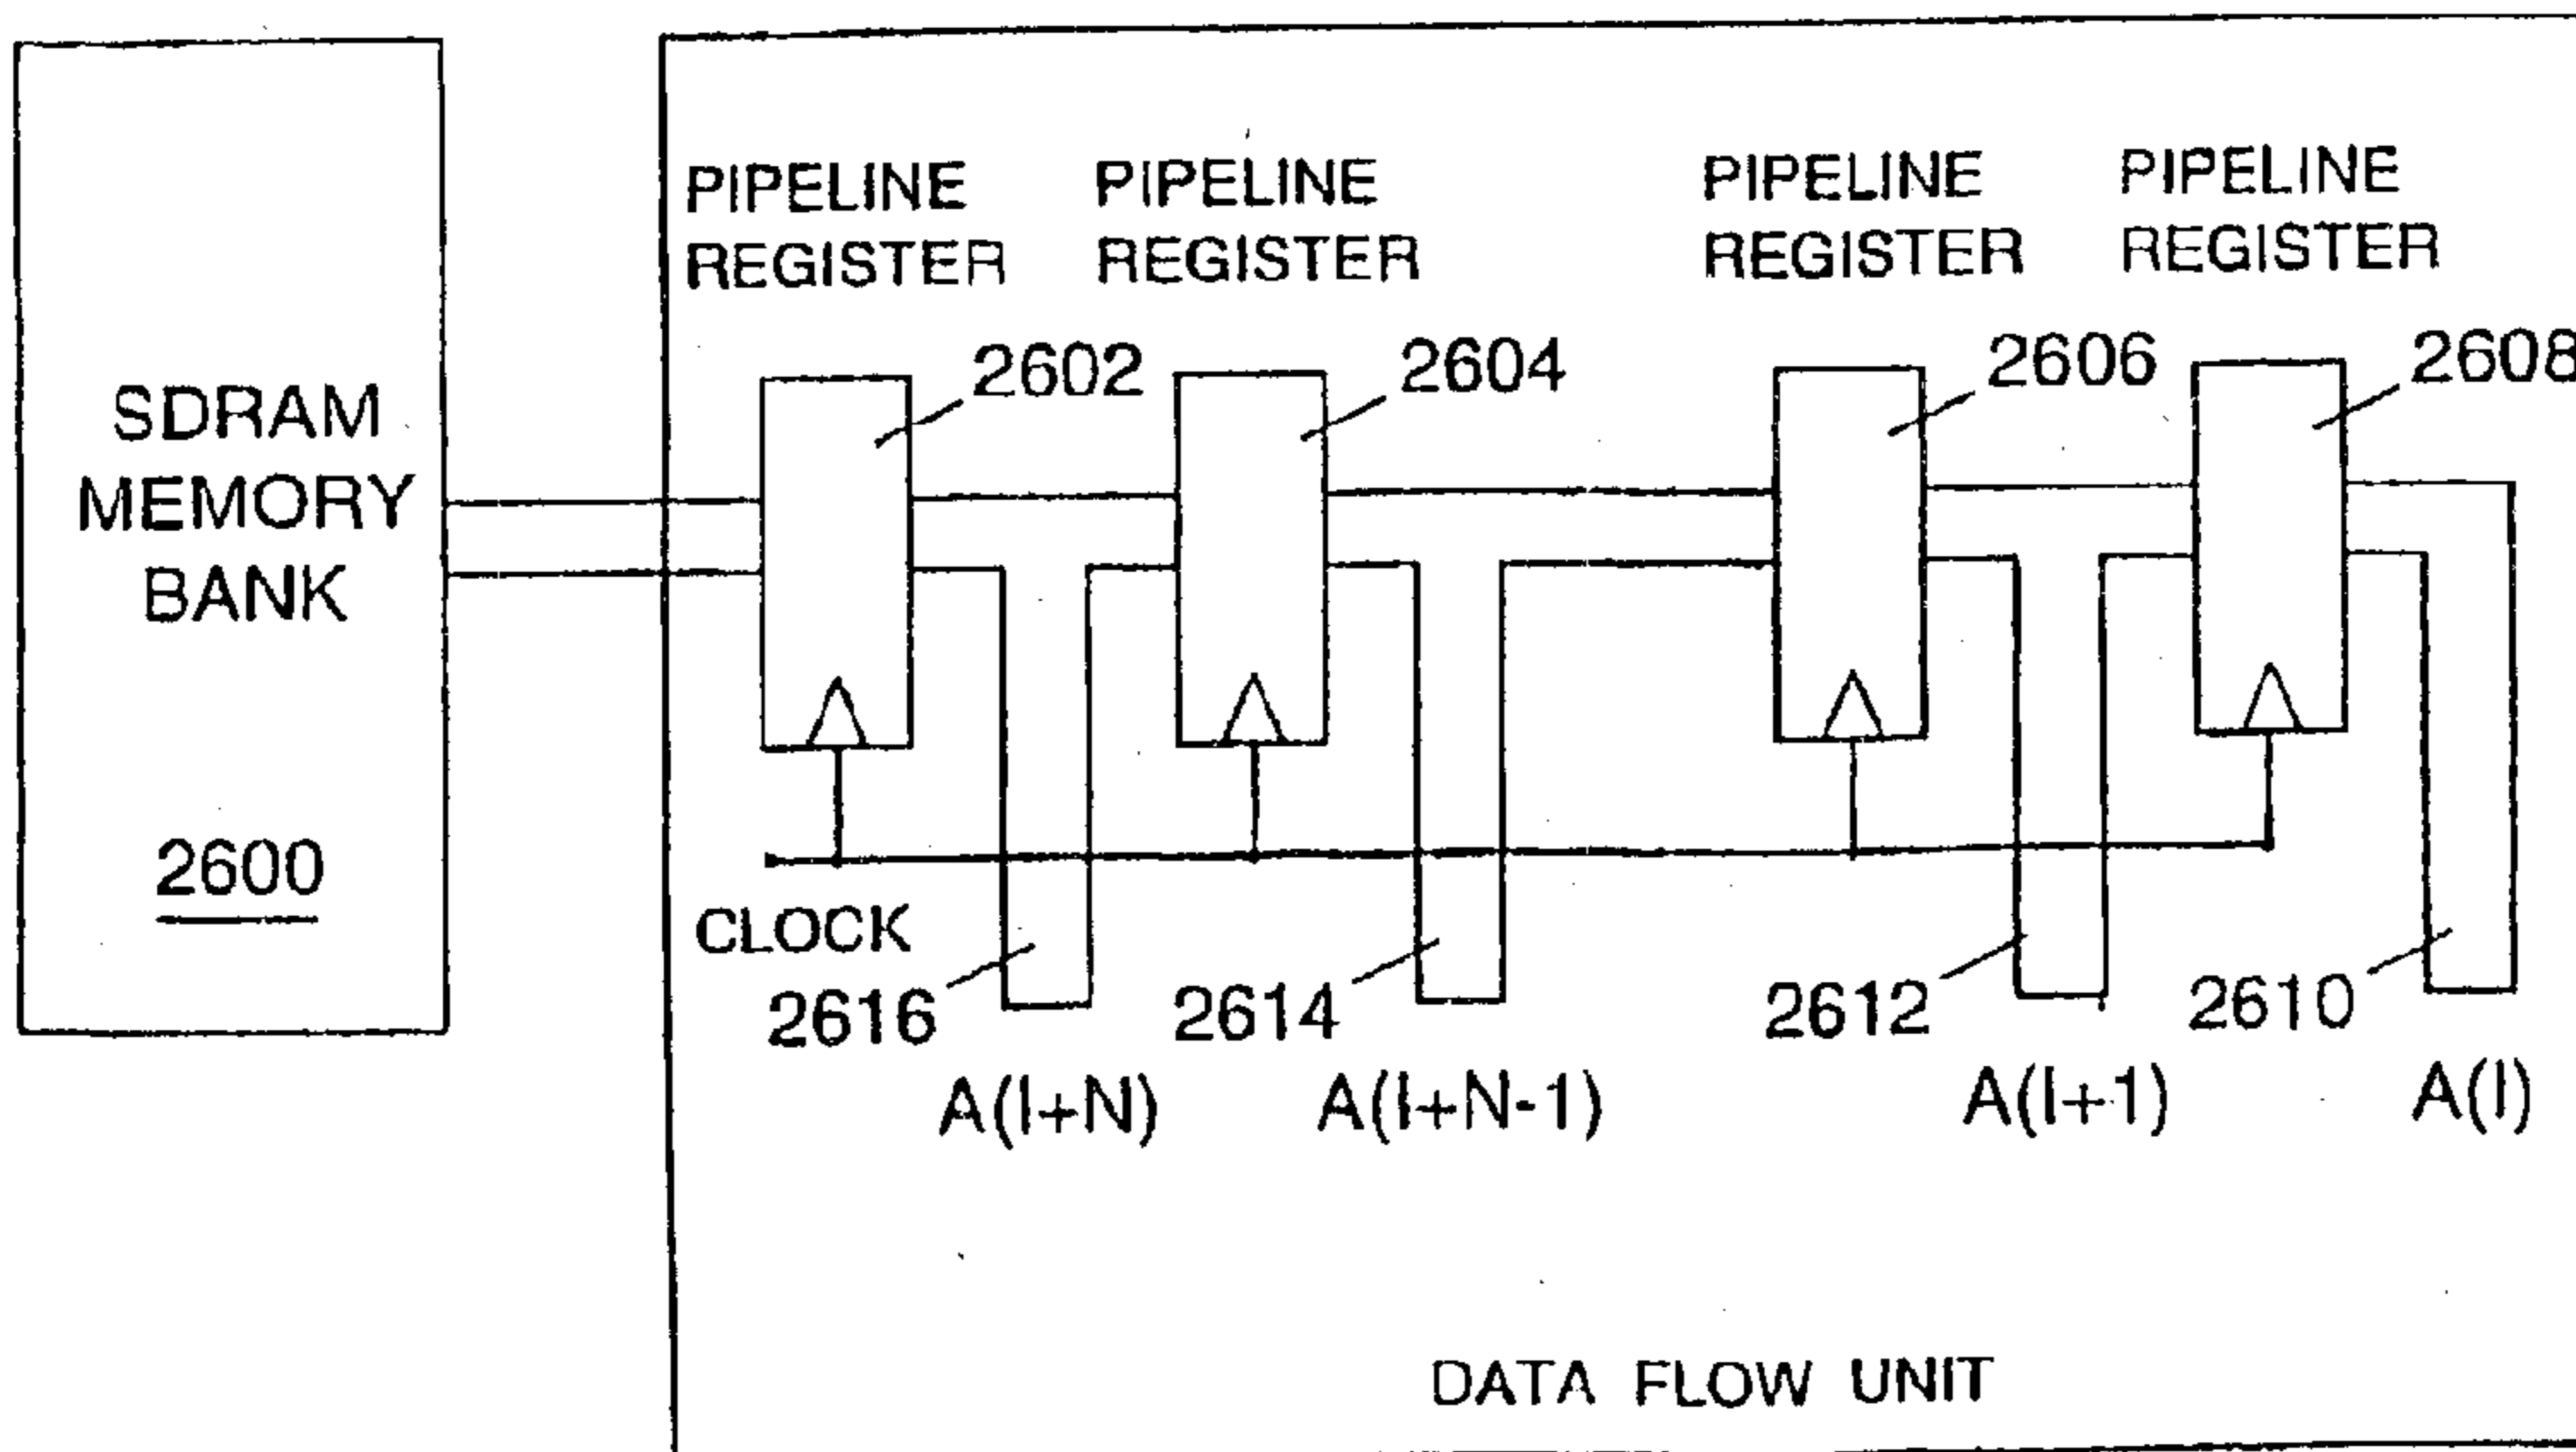 SDRAM
MEMORY
BANK
2600
PIPELINE
REGISTER
PIPELINE
REGISTER
PIPELINE
REGISTER
PIPELINE
REGISTER
2602
2604
2606
2608
CLOCK
2616
2614
2612
2610
A(I+N)
A(I+N-1)
A(I+1)
A(I)
DATA FLOW UNIT